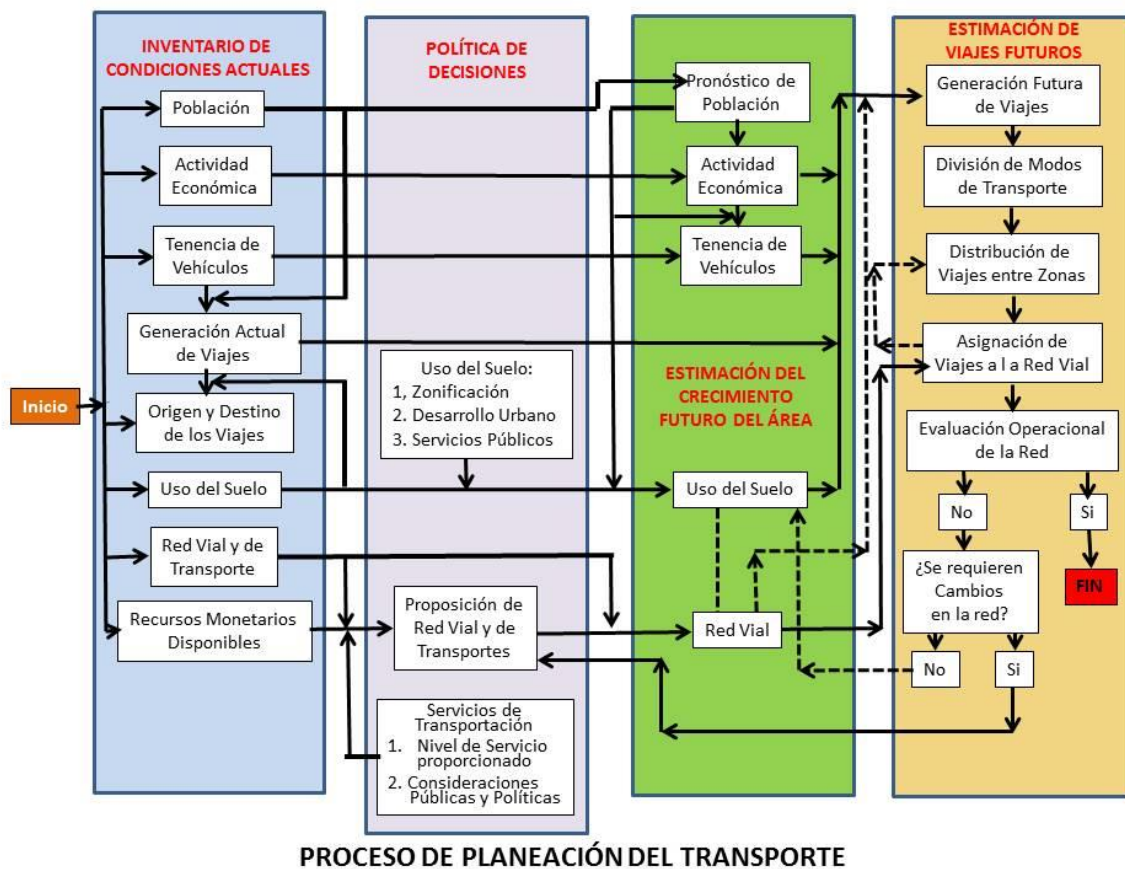 INVENTARIO DE
CONDICIONES ACTUALES
Población
Actividad
Económica
Tenencia de
Vehículos
Generación Actual
de Viajes
Inicio
Origen y Destino
de los Viajes
Uso del Suelo
Red Vial y de
Transporte
Recursos Monetarios
Disponibles
POLÍTICA DE
DECISIONES
Uso del Suelo:
1, Zonificación
2. Desarrollo Urbano
3. Servicios Públicos
Proposición de
Red Vial y de
Transportes
Servicios de
Transportación
1. Nivel de Servicio
proporcionado
2. Consideraciones
Públicas y Políticas
Pronóstico de
Población
Actividad
Económica
Tenencia de
Vehículos
ESTIMACIÓN DEL
CRECIMIENTO
FUTURO DEL ÁREA
Uso del Suelo
Red Vial
ESTIMACIÓN DE
VIAJES FUTUROS
Generación Futura
de Viajes
División de Modos
de Transporte
Distribución de
Viajes entre Zonas
Asignación de
Viajes a l a Red Vial
Evaluación Operacional
de la Red
No
Si
¿Se requieren
Cambios
en la red?
FIN
No
Si
PROCESO DE PLANEACIÓN DEL TRANSPORTE